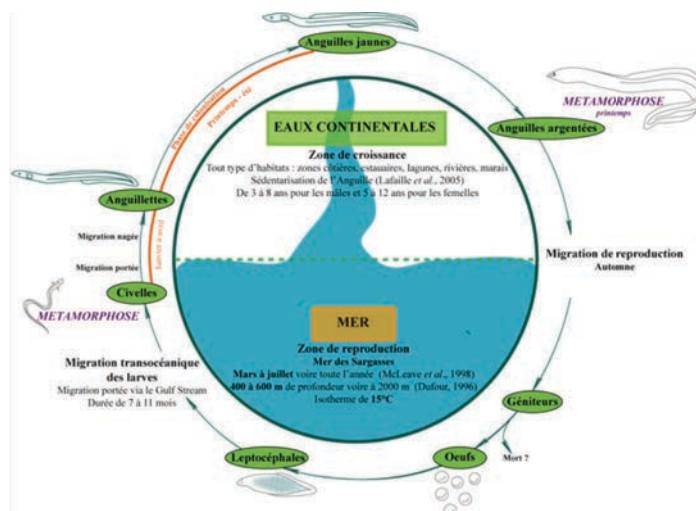 Anguilles jaunes
Phase de colonisation
Printemps - été
METAMORPHOSE
printemps
EAUX CONTINENTALES
Anguilles argentées
Zone de croissance
Tout type d'habitats : zones côtières, estuaires, lagunes, rivières, marais
Sédentarisation de l'Anguille (Lafaille et al., 2005)
De 3 à 8 ans pour les mâles et 5 à 12 ans pour les femelles
Anguillettes
Migration nagée
Janvier à avril
Migration portée
Migration de reproduction
Automne
Civelles
METAMORPHOSE
MER
Zone de reproduction
Mer des Sargasses
Mars à juillet voire toute l'année (McLeave et al., 1998)
400 à 600 m de profondeur voire à 2000 m (Dufour, 1996)
Isotherme de 15°C
Migration transocéanique
des larves
Migration portée via le Gulf Stream
Durée de 7 à 11 mois
Géniteurs
Leptocéphales
Oeufs
Mort ?